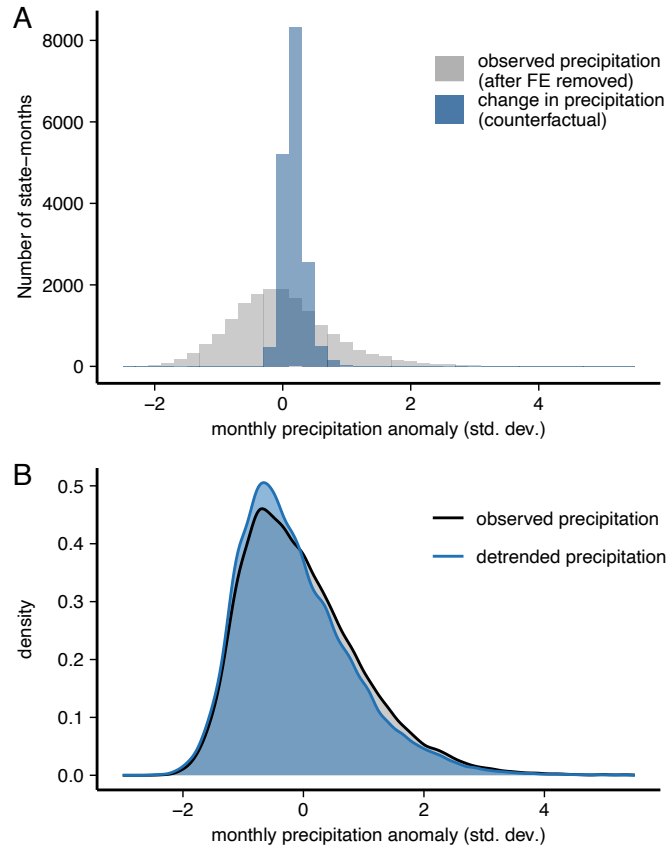 A
8000
6000
4000
2000
0
Number of state−months
observed precipitation
(after FE removed)
change in precipitation
(counterfactual)
−2
0
2
4
monthly precipitation anomaly (std. dev.)
B
0.5
0.4
0.3
0.2
0.1
0.0
density
observed precipitation
detrended precipitation
−2
0
2
4
monthly precipitation anomaly (std. dev.)